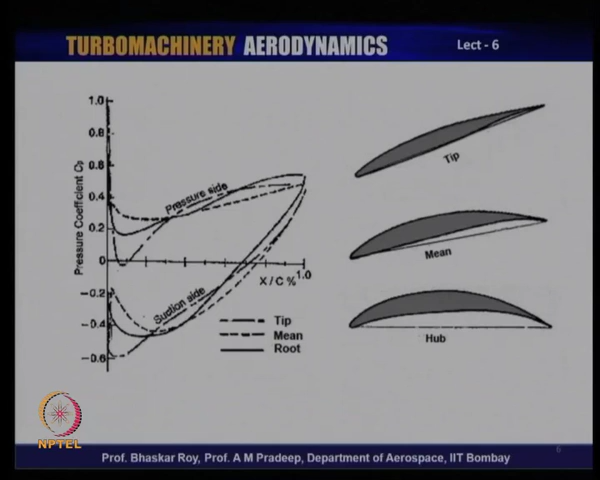 TURBOMACHINERY AERODYNAMICS
Lect - 6
1.0
0.8
0.6
0.4
0.2
0
-0.2
-0.4
-0.6
Pressure Coefficient Cp
Pressure side
Suction side
X/C %
1.0
Tip
Mean
Root
Tip
Mean
Hub
NPTEL
Prof. Bhaskar Roy, Prof. A M Pradeep, Department of Aerospace, IIT Bombay
6